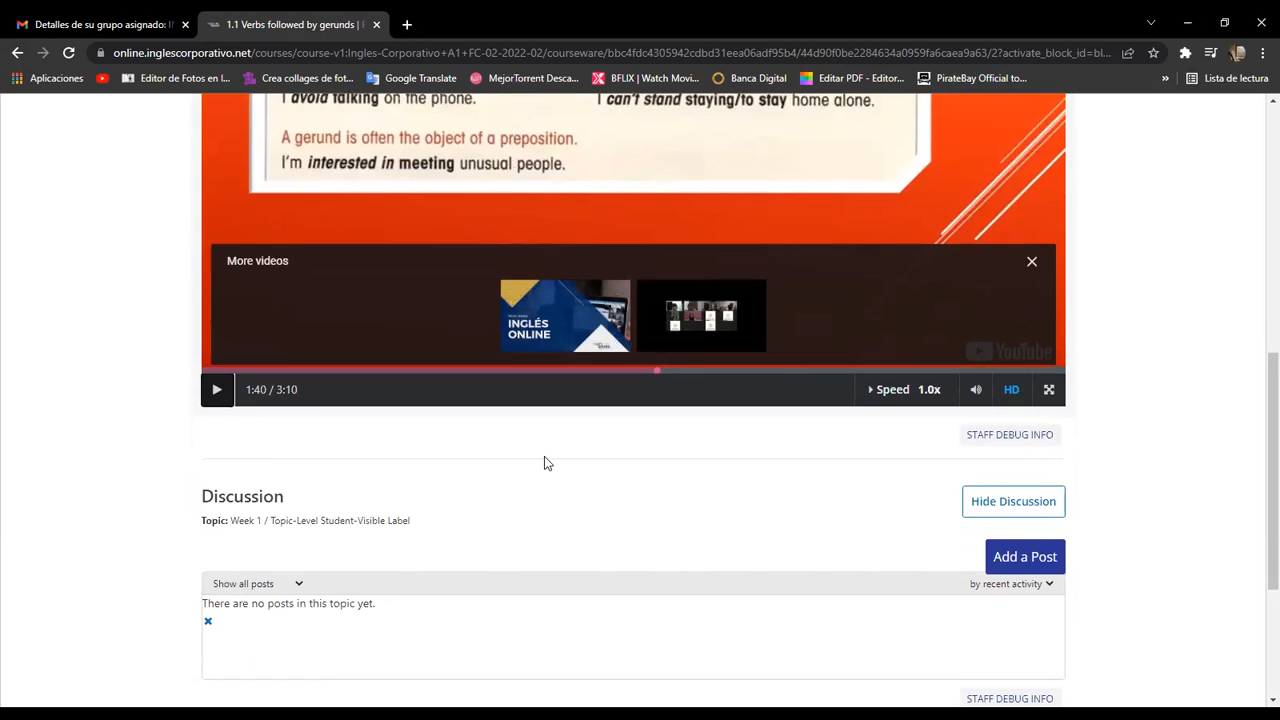 Detalles de su grupo asignado: I
1.1 Verbs followed by gerunds |
online.inglescorporativo.net/courses/course-v1:Ingles-Corporativo+A1+FC-02-2022-02/courseware/bbc4fdc4305942cdbd31eea06adf95b4/44d90f0be2284634a0959fa6caea9a63/2?activate_block_id=bl...
Aplicaciones
Editor de Fotos en l...
Crea collages de fot...
Google Translate
MejorTorrent Desca...
BFLIX | Watch Movi...
Banca Digital
Editar PDF - Editor...
PirateBay Official to...
»
Lista de lectura
I avoid talking on the phone.
I can't stand staying/to stay home alone.
A gerund is often the object of a preposition.
I'm interested in meeting unusual people.
More videos
INGLÉS
ONLINE
YouTube
1:40 / 3:10
Speed 1.0x
HD
STAFF DEBUG INFO
Discussion
Hide Discussion
Topic: Week 1 / Topic-Level Student-Visible Label
Add a Post
Show all posts
by recent activity
There are no posts in this topic yet.
STAFF DEBUG INFO